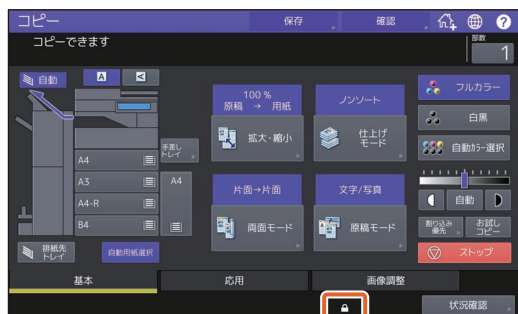 コピー
保存
確認
?
コピーできます
部数
1
自動
A
A
100 %
原稿 → 用紙
ノンソート
フルカラー
拡大・縮小
仕上げ
モード
白黒
自動カラー選択
手差し
トレイ
A4
A3
A4-R
B4
A4
片面→片面
文字/写真
両面モード
原稿モード
自動
割り込み
優先
お試し
コピー
排紙先
トレイ
自動用紙選択
ストップ
基本
応用
画像調整
状況確認